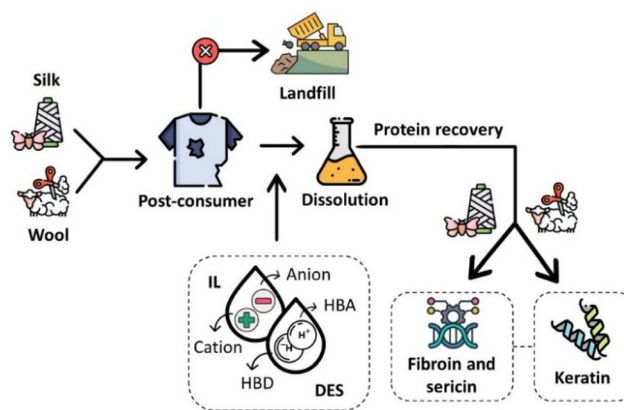 Silk
Wool
Post-consumer
Landfill
Dissolution
Protein recovery
IL
Anion
Cation
HBA
H⁺
⁻H
HBD
DES
Fibroin and
sericin
Keratin